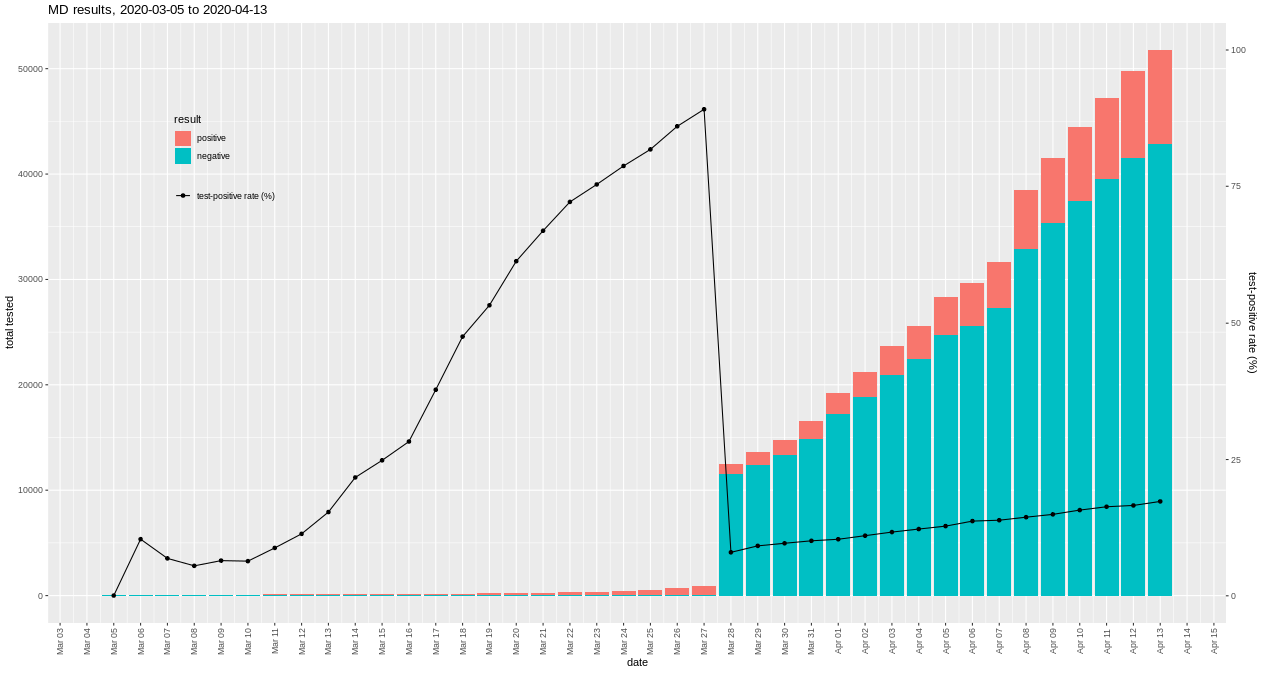 MD results, 2020-03-05 to 2020-04-13
total tested
50000
40000
30000
20000
10000
0
result
positive
negative
test-positive rate (%)
100
75
50
25
0
test-positive rate (%)
Mar 03
Mar 04
Mar 05
Mar 06
Mar 07
Mar 08
Mar 09
Mar 10
Mar 11
Mar 12
Mar 13
Mar 14
Mar 15
Mar 16
Mar 17
Mar 18
Mar 19
Mar 20
Mar 21
Mar 22
Mar 23
Mar 24
Mar 25
Mar 26
Mar 27
Mar 28
Mar 29
Mar 30
Mar 31
Apr 01
Apr 02
Apr 03
Apr 04
Apr 05
Apr 06
Apr 07
Apr 08
Apr 09
Apr 10
Apr 11
Apr 12
Apr 13
Apr 14
Apr 15
date